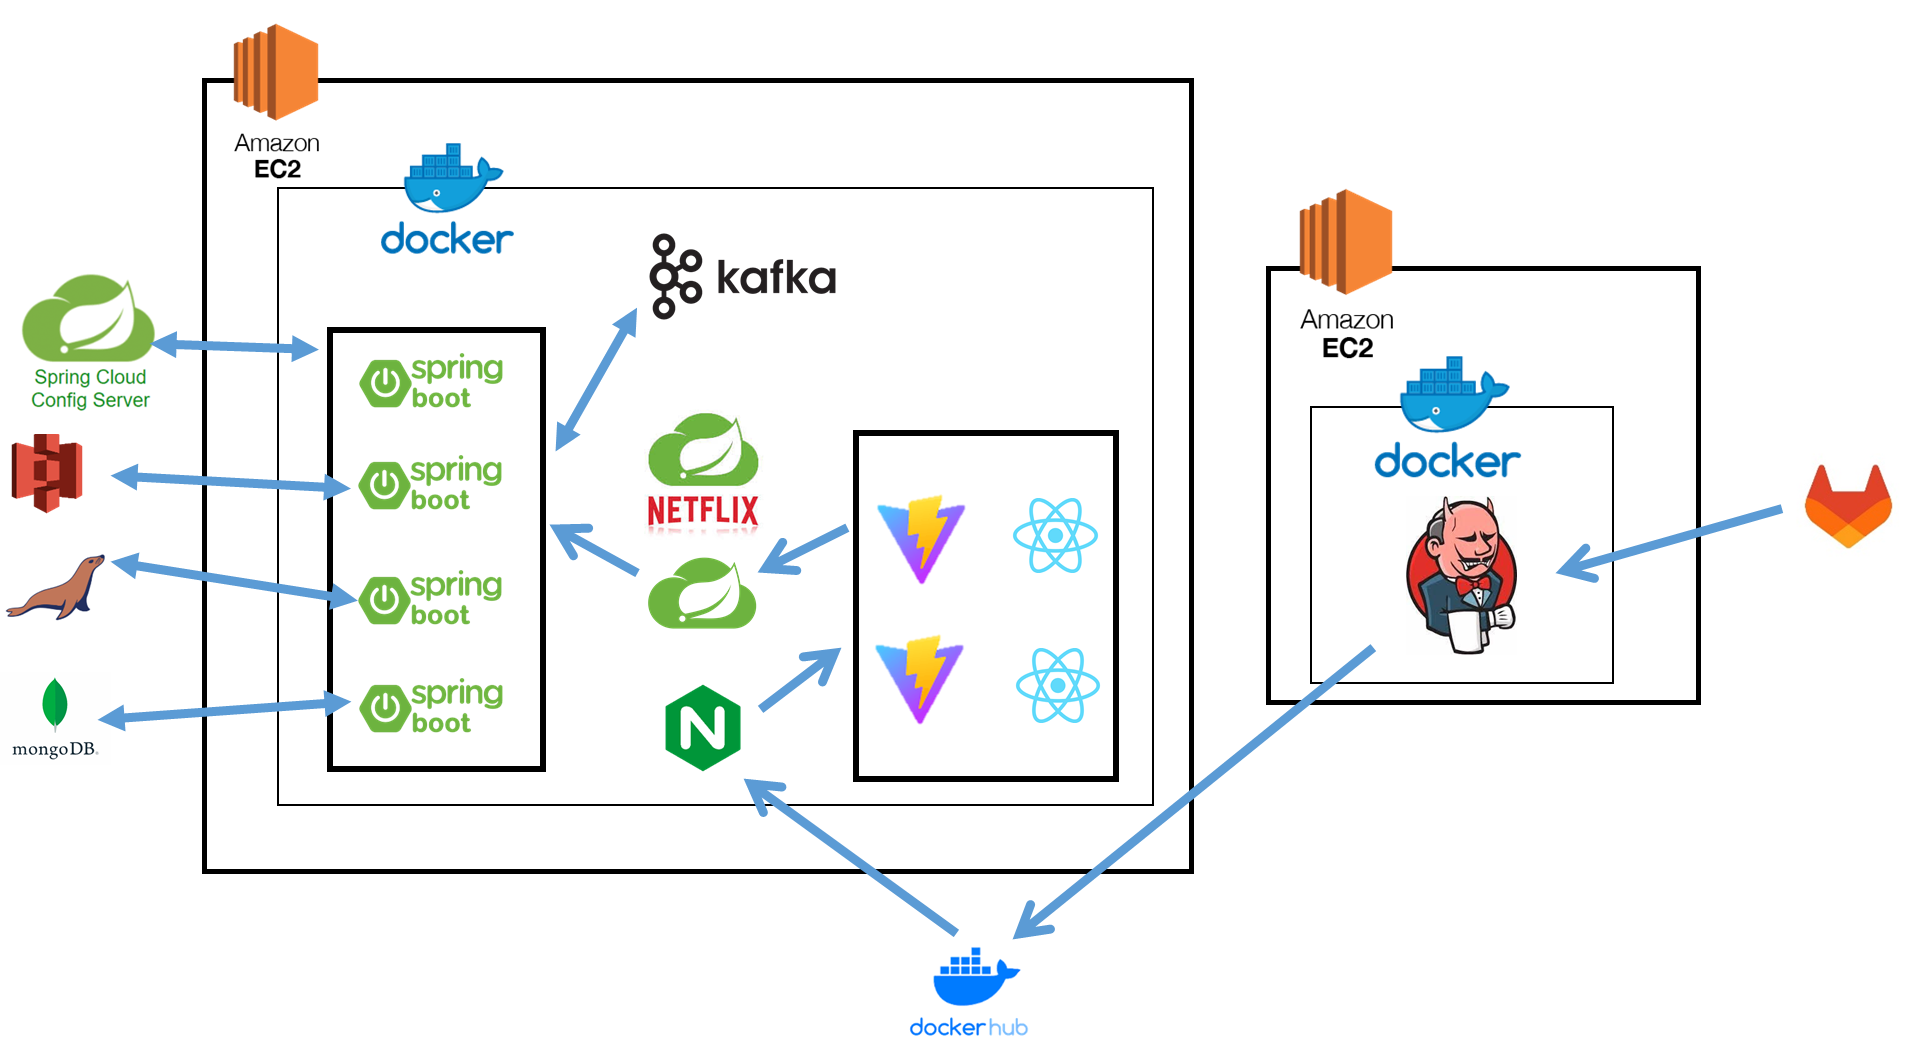 Amazon
EC2
docker
kafka
Spring Cloud
Config Server
spring
boot
spring
boot
NETFLIX
spring
boot
spring
boot
N
mongoDB
Amazon
EC2
docker
docker hub